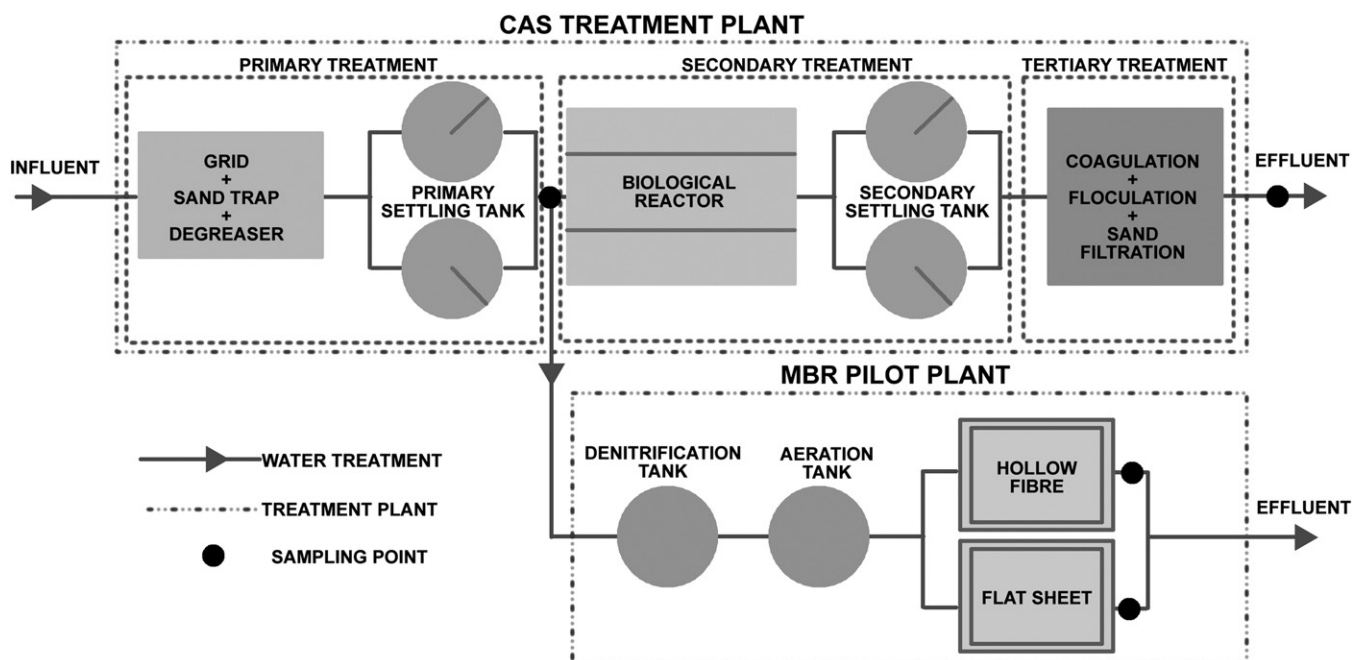 CAS TREATMENT PLANT
PRIMARY TREATMENT
SECONDARY TREATMENT
TERTIARY TREATMENT
INFLUENT
GRID
+
SAND TRAP
+
DEGREASER
PRIMARY
SETTLING TANK
BIOLOGICAL
REACTOR
SECONDARY
SETTLING TANK
COAGULATION
+
FLOCULATION
+
SAND
FILTRATION
EFFLUENT
MBR PILOT PLANT
DENITRIFICATION
TANK
AERATION
TANK
HOLLOW
FIBRE
FLAT SHEET
EFFLUENT
WATER TREATMENT
TREATMENT PLANT
SAMPLING POINT